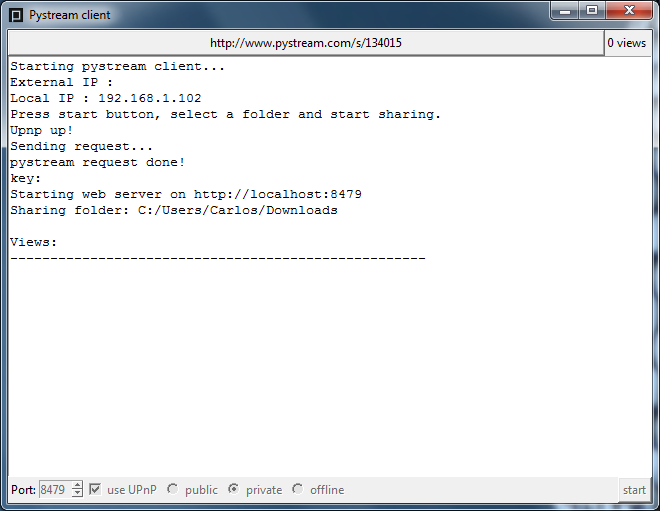 Pystream client
http://www.pystream.com/s/134015 0 views
Starting pystream client...
External IP :
Local IP : 192.168.1.102
Press start button, select a folder and start sharing.
Upnp up!
Sending request...
pystream request done!
key:
Starting web server on http://localhost:8479
Sharing folder: C:/Users/Carlos/Downloads
Views:
----------------------------------------------------
Port: 8479 use UPnP public private offline start